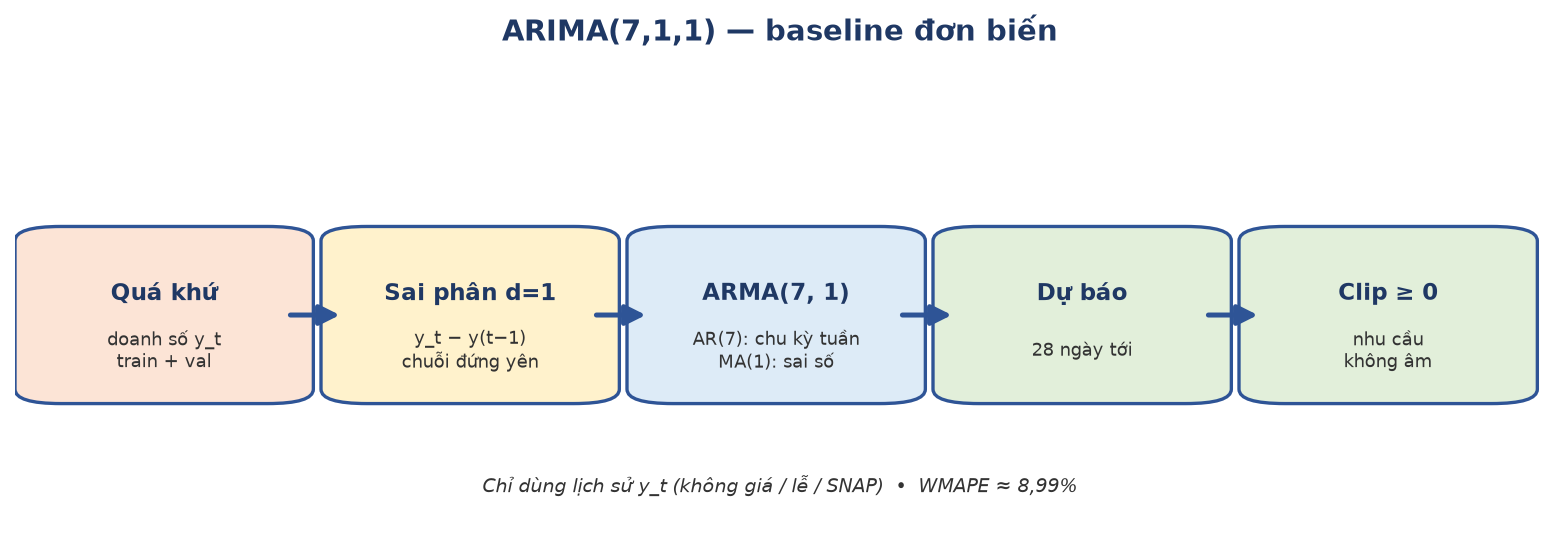 ARIMA(7,1,1) — baseline đơn biến
Quá khứ
doanh số y_t
train + val
Sai phân d=1
y_t − y(t−1)
chuỗi đứng yên
ARMA(7, 1)
AR(7): chu kỳ tuần
MA(1): sai số
Dự báo
28 ngày tới
Clip ≥ 0
nhu cầu
không âm
Chỉ dùng lịch sử y_t (không giá / lễ / SNAP) • WMAPE ≈ 8,99%